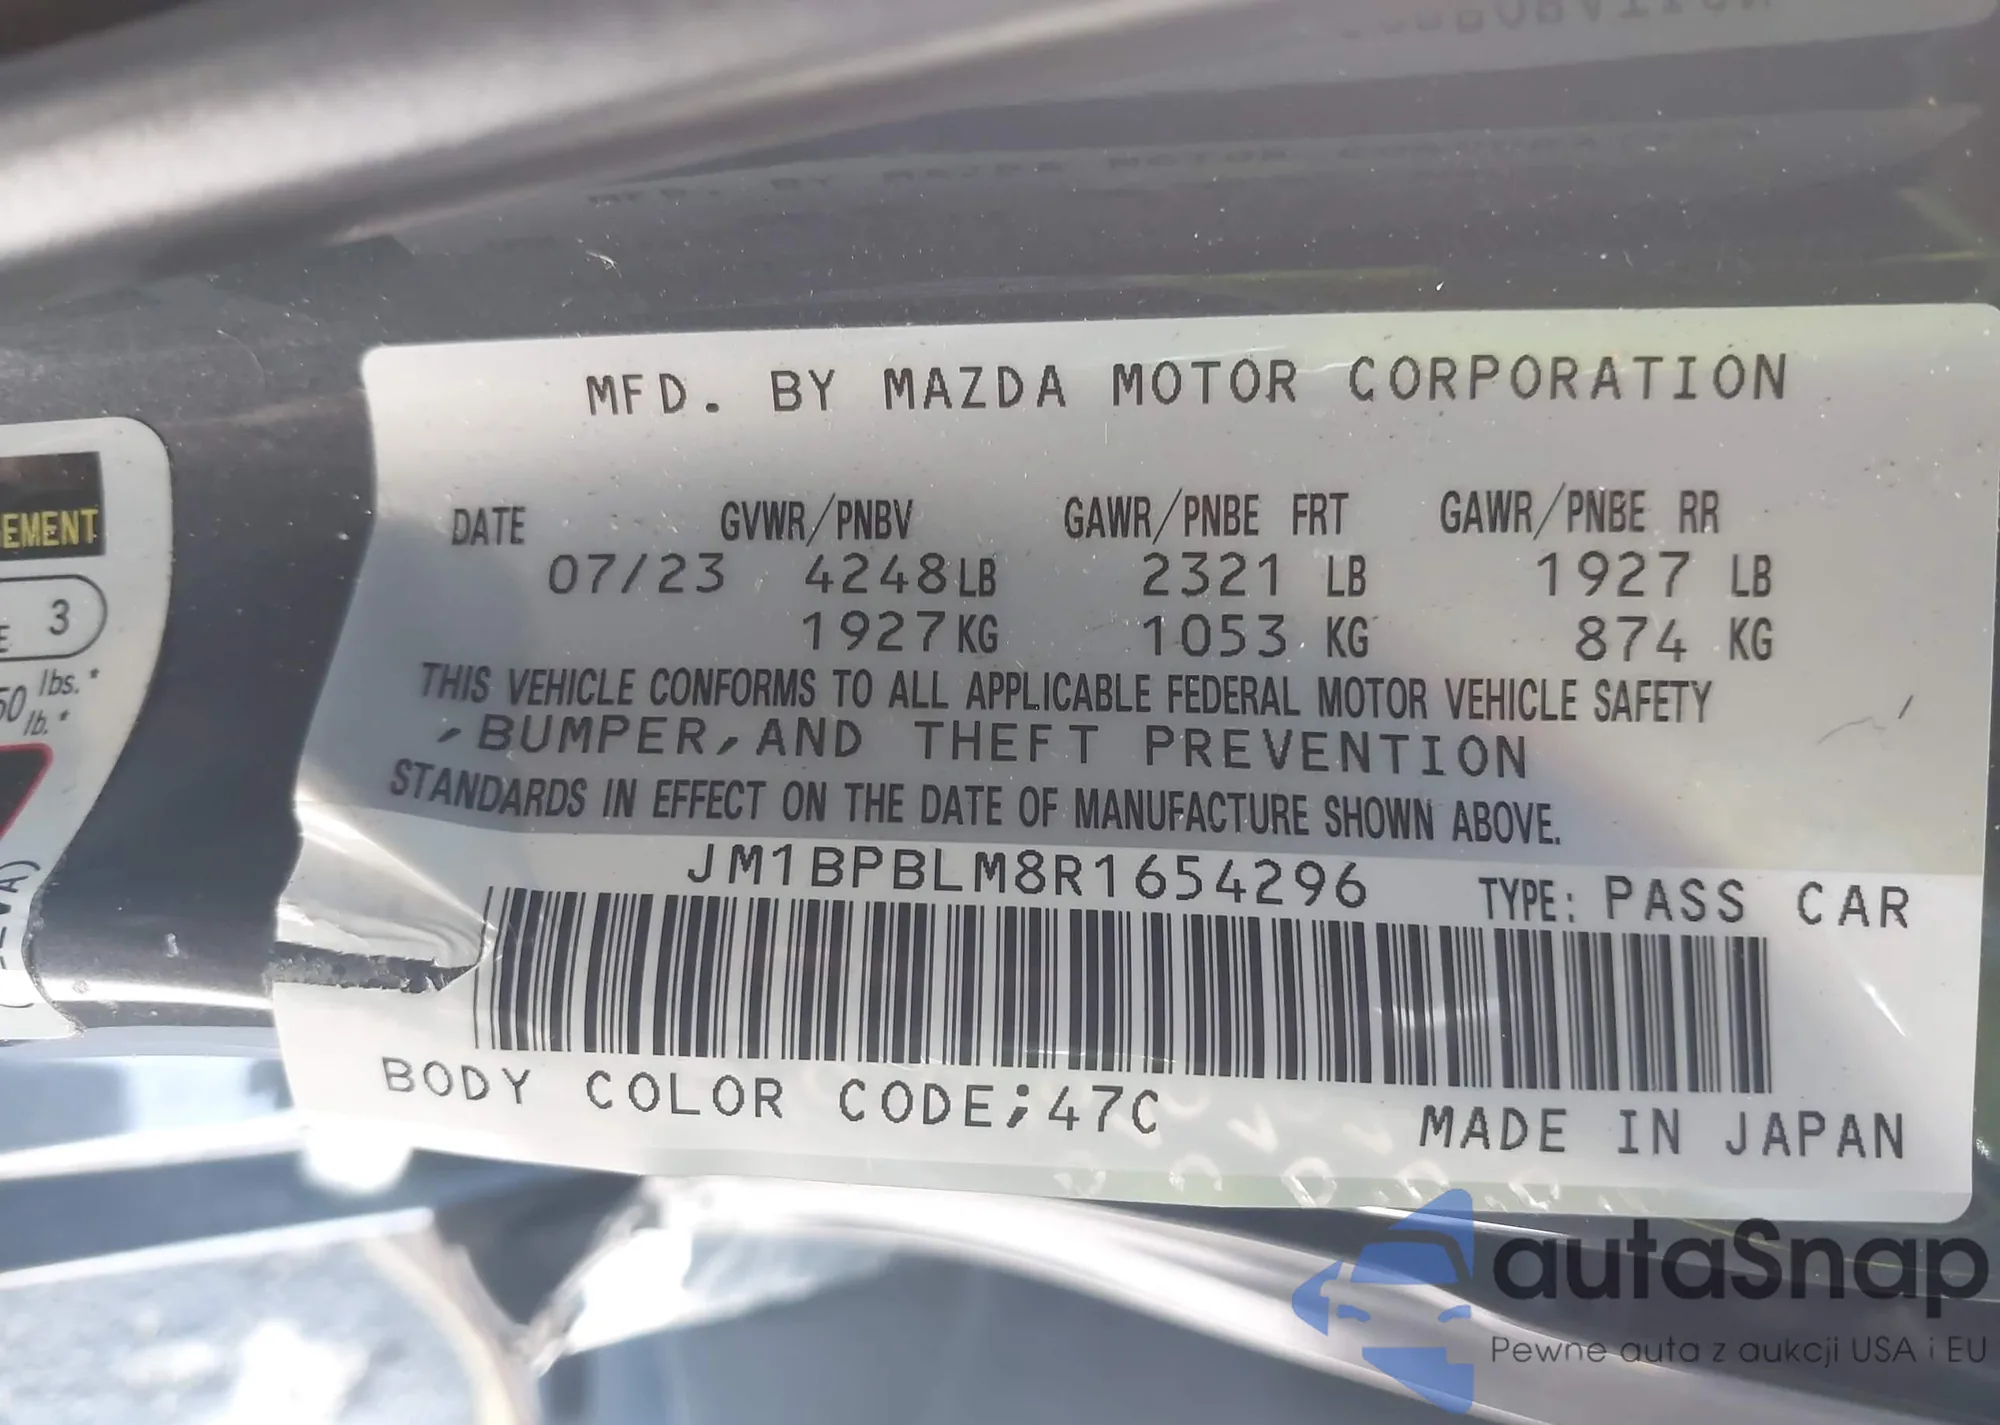 MFD. BY MAZDA MOTOR CORPORATION
DATE GVWR/PNBV GAWR/PNBE FRT GAWR/PNBE RR
07/23 4248LB 2321 LB 1927 LB
1927KG 1053 KG 874 KG
THIS VEHICLE CONFORMS TO ALL APPLICABLE FEDERAL MOTOR VEHICLE SAFETY
,BUMPER,AND THEFT PREVENTION
STANDARDS IN EFFECT ON THE DATE OF MANUFACTURE SHOWN ABOVE.
JM1BPBLM8R1654296 TYPE: PASS CAR
BODY COLOR CODE;47C
MADE IN JAPAN
EMENT
3
lbs.*
lb.*
autaSnap
Pewne auta z aukcji USA i EU